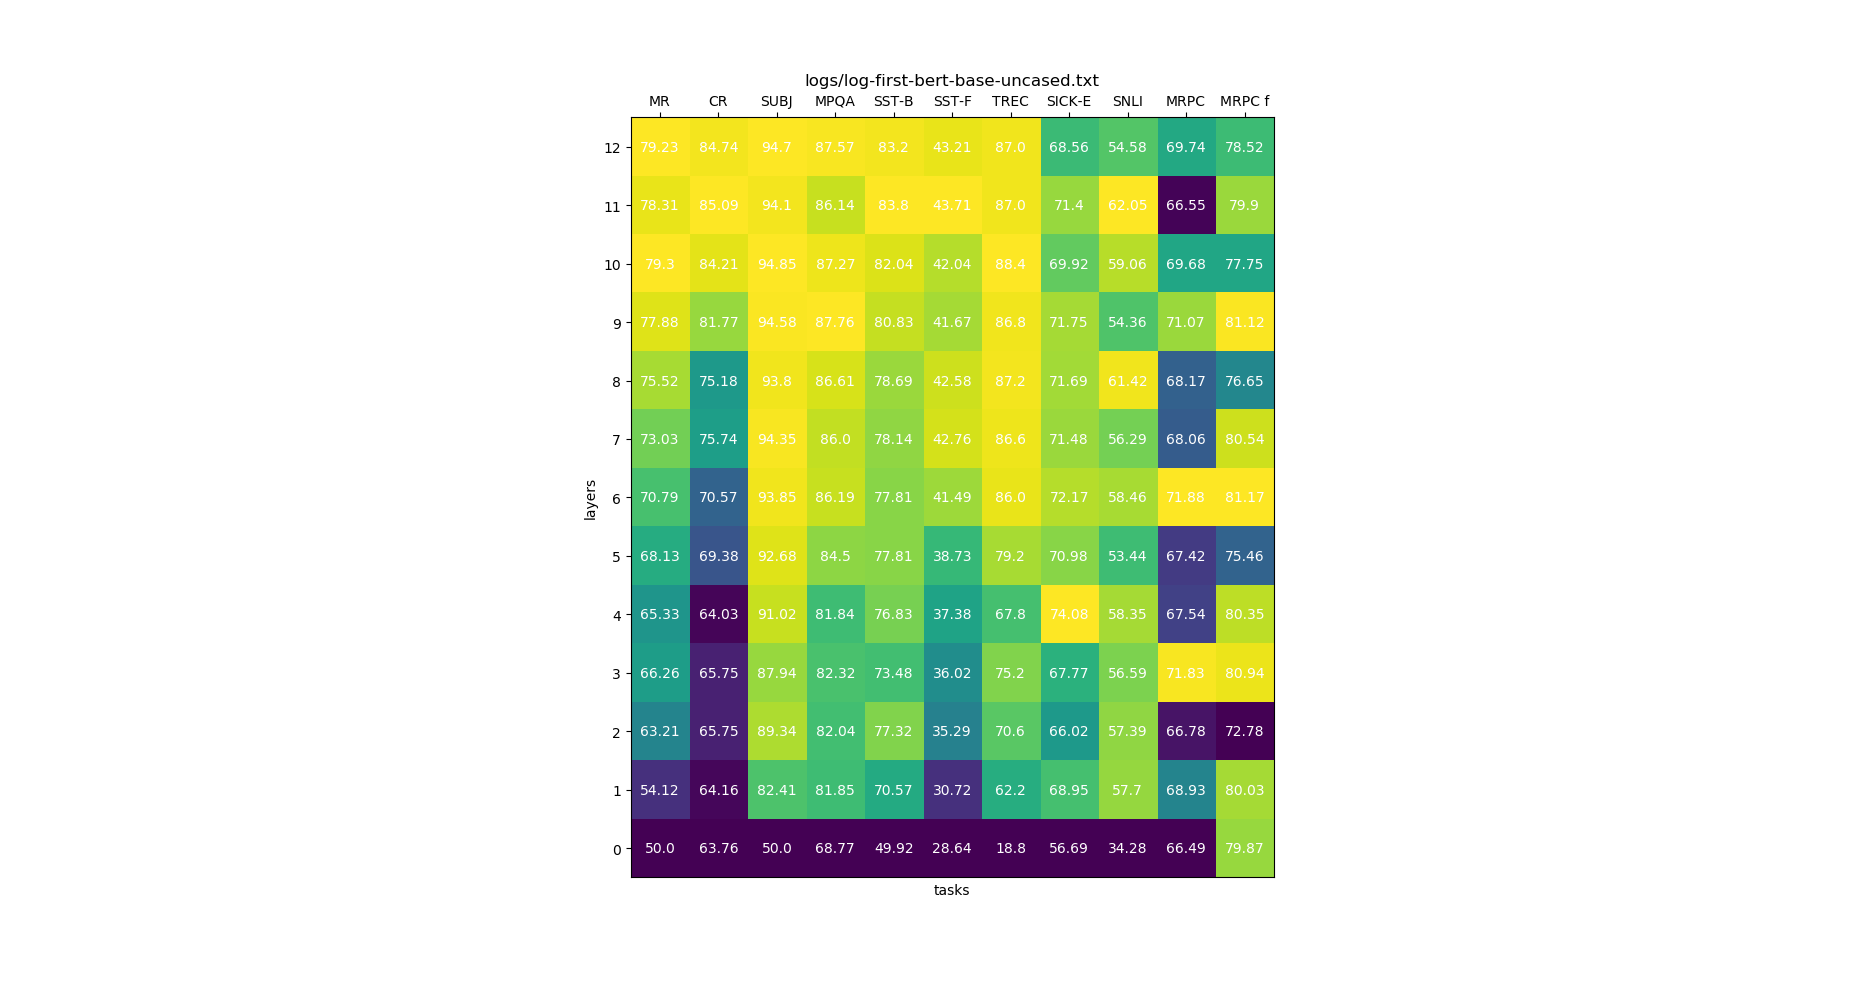 logs/log-first-bert-base-uncased.txt
MR CR SUBJ MPQA SST-B SST-F TREC SICK-E SNLI MRPC MRPC f
12 79.23 84.74 94.7 87.57 83.2 43.21 87.0 68.56 54.58 69.74 78.52
11 78.31 85.09 94.1 86.14 83.8 43.71 87.0 71.4 62.05 66.55 79.9
10 79.3 84.21 94.85 87.27 82.04 42.04 88.4 69.92 59.06 69.68 77.75
9 77.88 81.77 94.58 87.76 80.83 41.67 86.8 71.75 54.36 71.07 81.12
8 75.52 75.18 93.8 86.61 78.69 42.58 87.2 71.69 61.42 68.17 76.65
7 73.03 75.74 94.35 86.0 78.14 42.76 86.6 71.48 56.29 68.06 80.54
6 70.79 70.57 93.85 86.19 77.81 41.49 86.0 72.17 58.46 71.88 81.17
layers
5 68.13 69.38 92.68 84.5 77.81 38.73 79.2 70.98 53.44 67.42 75.46
4 65.33 64.03 91.02 81.84 76.83 37.38 67.8 74.08 58.35 67.54 80.35
3 66.26 65.75 87.94 82.32 73.48 36.02 75.2 67.77 56.59 71.83 80.94
2 63.21 65.75 89.34 82.04 77.32 35.29 70.6 66.02 57.39 66.78 72.78
1 54.12 64.16 82.41 81.85 70.57 30.72 62.2 68.95 57.7 68.93 80.03
0 50.0 63.76 50.0 68.77 49.92 28.64 18.8 56.69 34.28 66.49 79.87
tasks